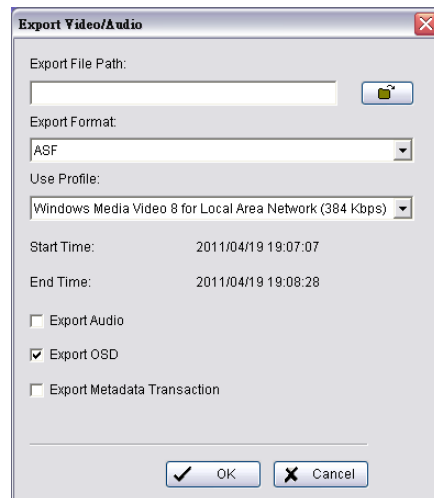 Export Video/Audio
Export File Path:
Export Format:
ASF
Use Profile:
Windows Media Video 8 for Local Area Network (384 Kbps)
Start Time: 2011/04/19 19:07:07
End Time: 2011/04/19 19:08:28
Export Audio
Export OSD
Export Metadata Transaction
OK Cancel